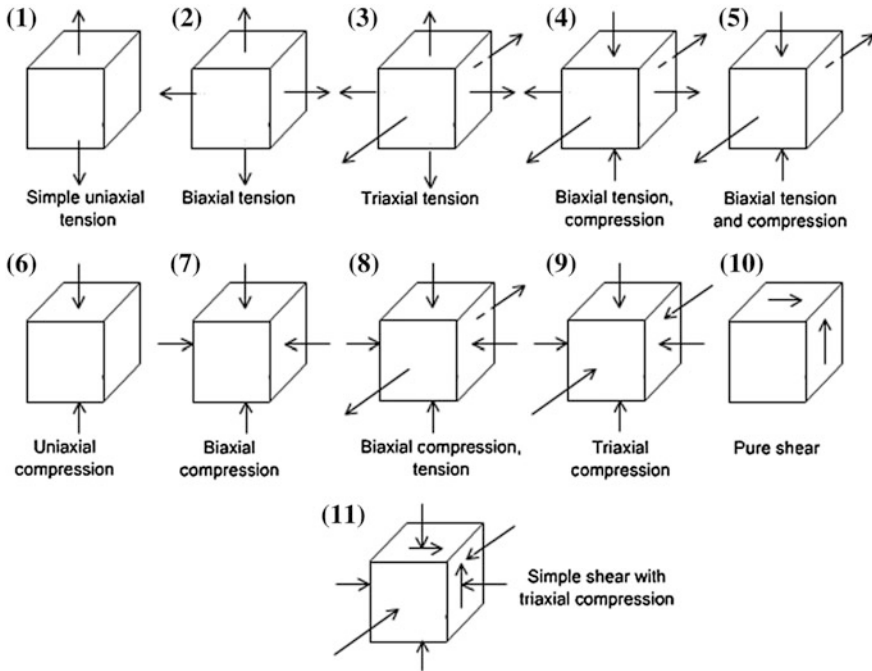 (1) (2) (3) (4) (5)
Simple uniaxial
tension
Biaxial tension
Triaxial tension
Biaxial tension,
compression
Biaxial tension
and compression
(6) (7) (8) (9) (10)
Uniaxial
compression
Biaxial
compression
Biaxial compression,
tension
Triaxial
compression
Pure shear
(11)
Simple shear with
triaxial compression